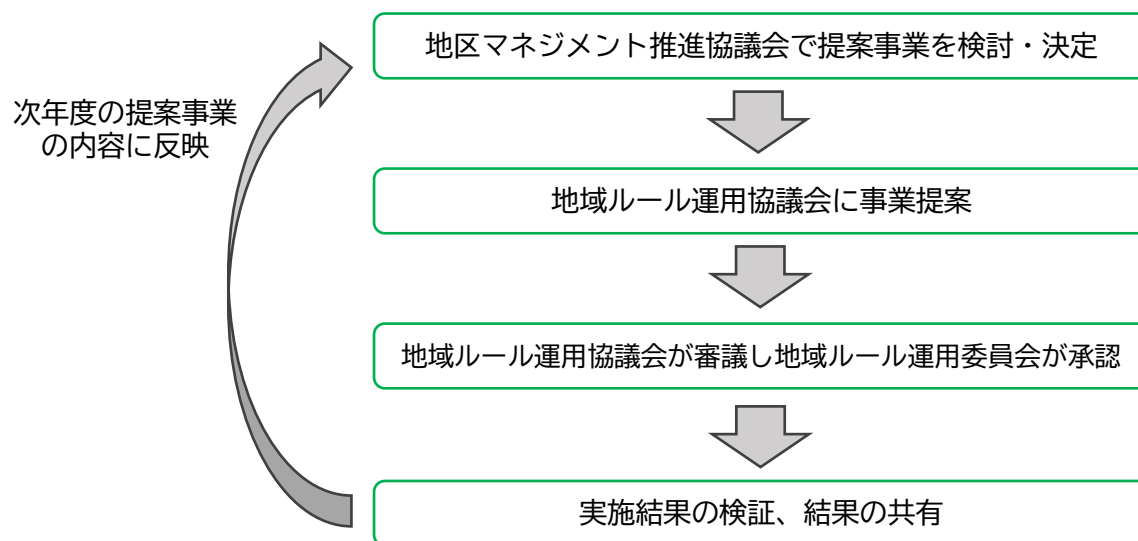 地区マネジメント推進協議会で提案事業を検討・決定
次年度の提案事業
の内容に反映
地域ルール運用協議会に事業提案
地域ルール運用協議会が審議し地域ルール運用委員会が承認
実施結果の検証、結果の共有